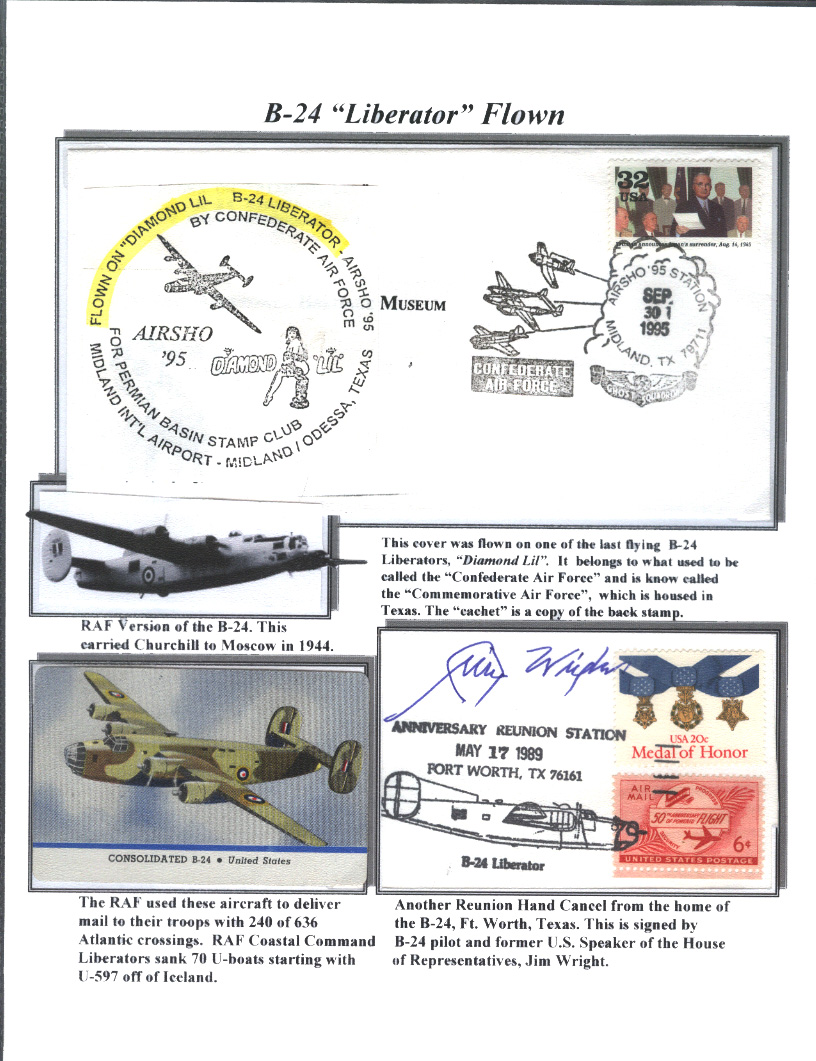 B-24 “Liberator” Flown
FLOWN ON "DIAMOND LIL B-24 LIBERATOR - AIRSHO '95
BY CONFEDERATE AIR FORCE
AIRSHO
'95
DIAMOND 'LIL'
FOR PERMIAN BASIN STAMP CLUB
MIDLAND INT'L AIRPORT - MIDLAND / ODESSA, TEXAS
MUSEUM
32
USA
surrender, Aug. 14, 1945
CONFEDERATE
AIR FORCE
AIRSHO '95 STATION
SEP.
30 1
1995
MIDLAND, TX 79711
GHOST SQUADRON
This cover was flown on one of the last flying B-24
Liberators, “Diamond Lil”. It belongs to what used to be
called the “Confederate Air Force” and is know called
the “Commemorative Air Force”, which is housed in
Texas. The “cachet” is a copy of the back stamp.
RAF Version of the B-24. This
carried Churchill to Moscow in 1944.
CONSOLIDATED B-24 • United States
The RAF used these aircraft to deliver
mail to their troops with 240 of 636
Atlantic crossings. RAF Coastal Command
Liberators sank 70 U-boats starting with
U-597 off of Iceland.
Jim Wright
ANNIVERSARY REUNION STATION
MAY 17 1989
FORT WORTH, TX 76161
B-24 Liberator
USA 20c
Medal of Honor
AIR
MAIL
50TH ANNIVERSARY
OF POWERED FLIGHT
6¢
UNITED STATES POSTAGE
Another Reunion Hand Cancel from the home of
the B-24, Ft. Worth, Texas. This is signed by
B-24 pilot and former U.S. Speaker of the House
of Representatives, Jim Wright.